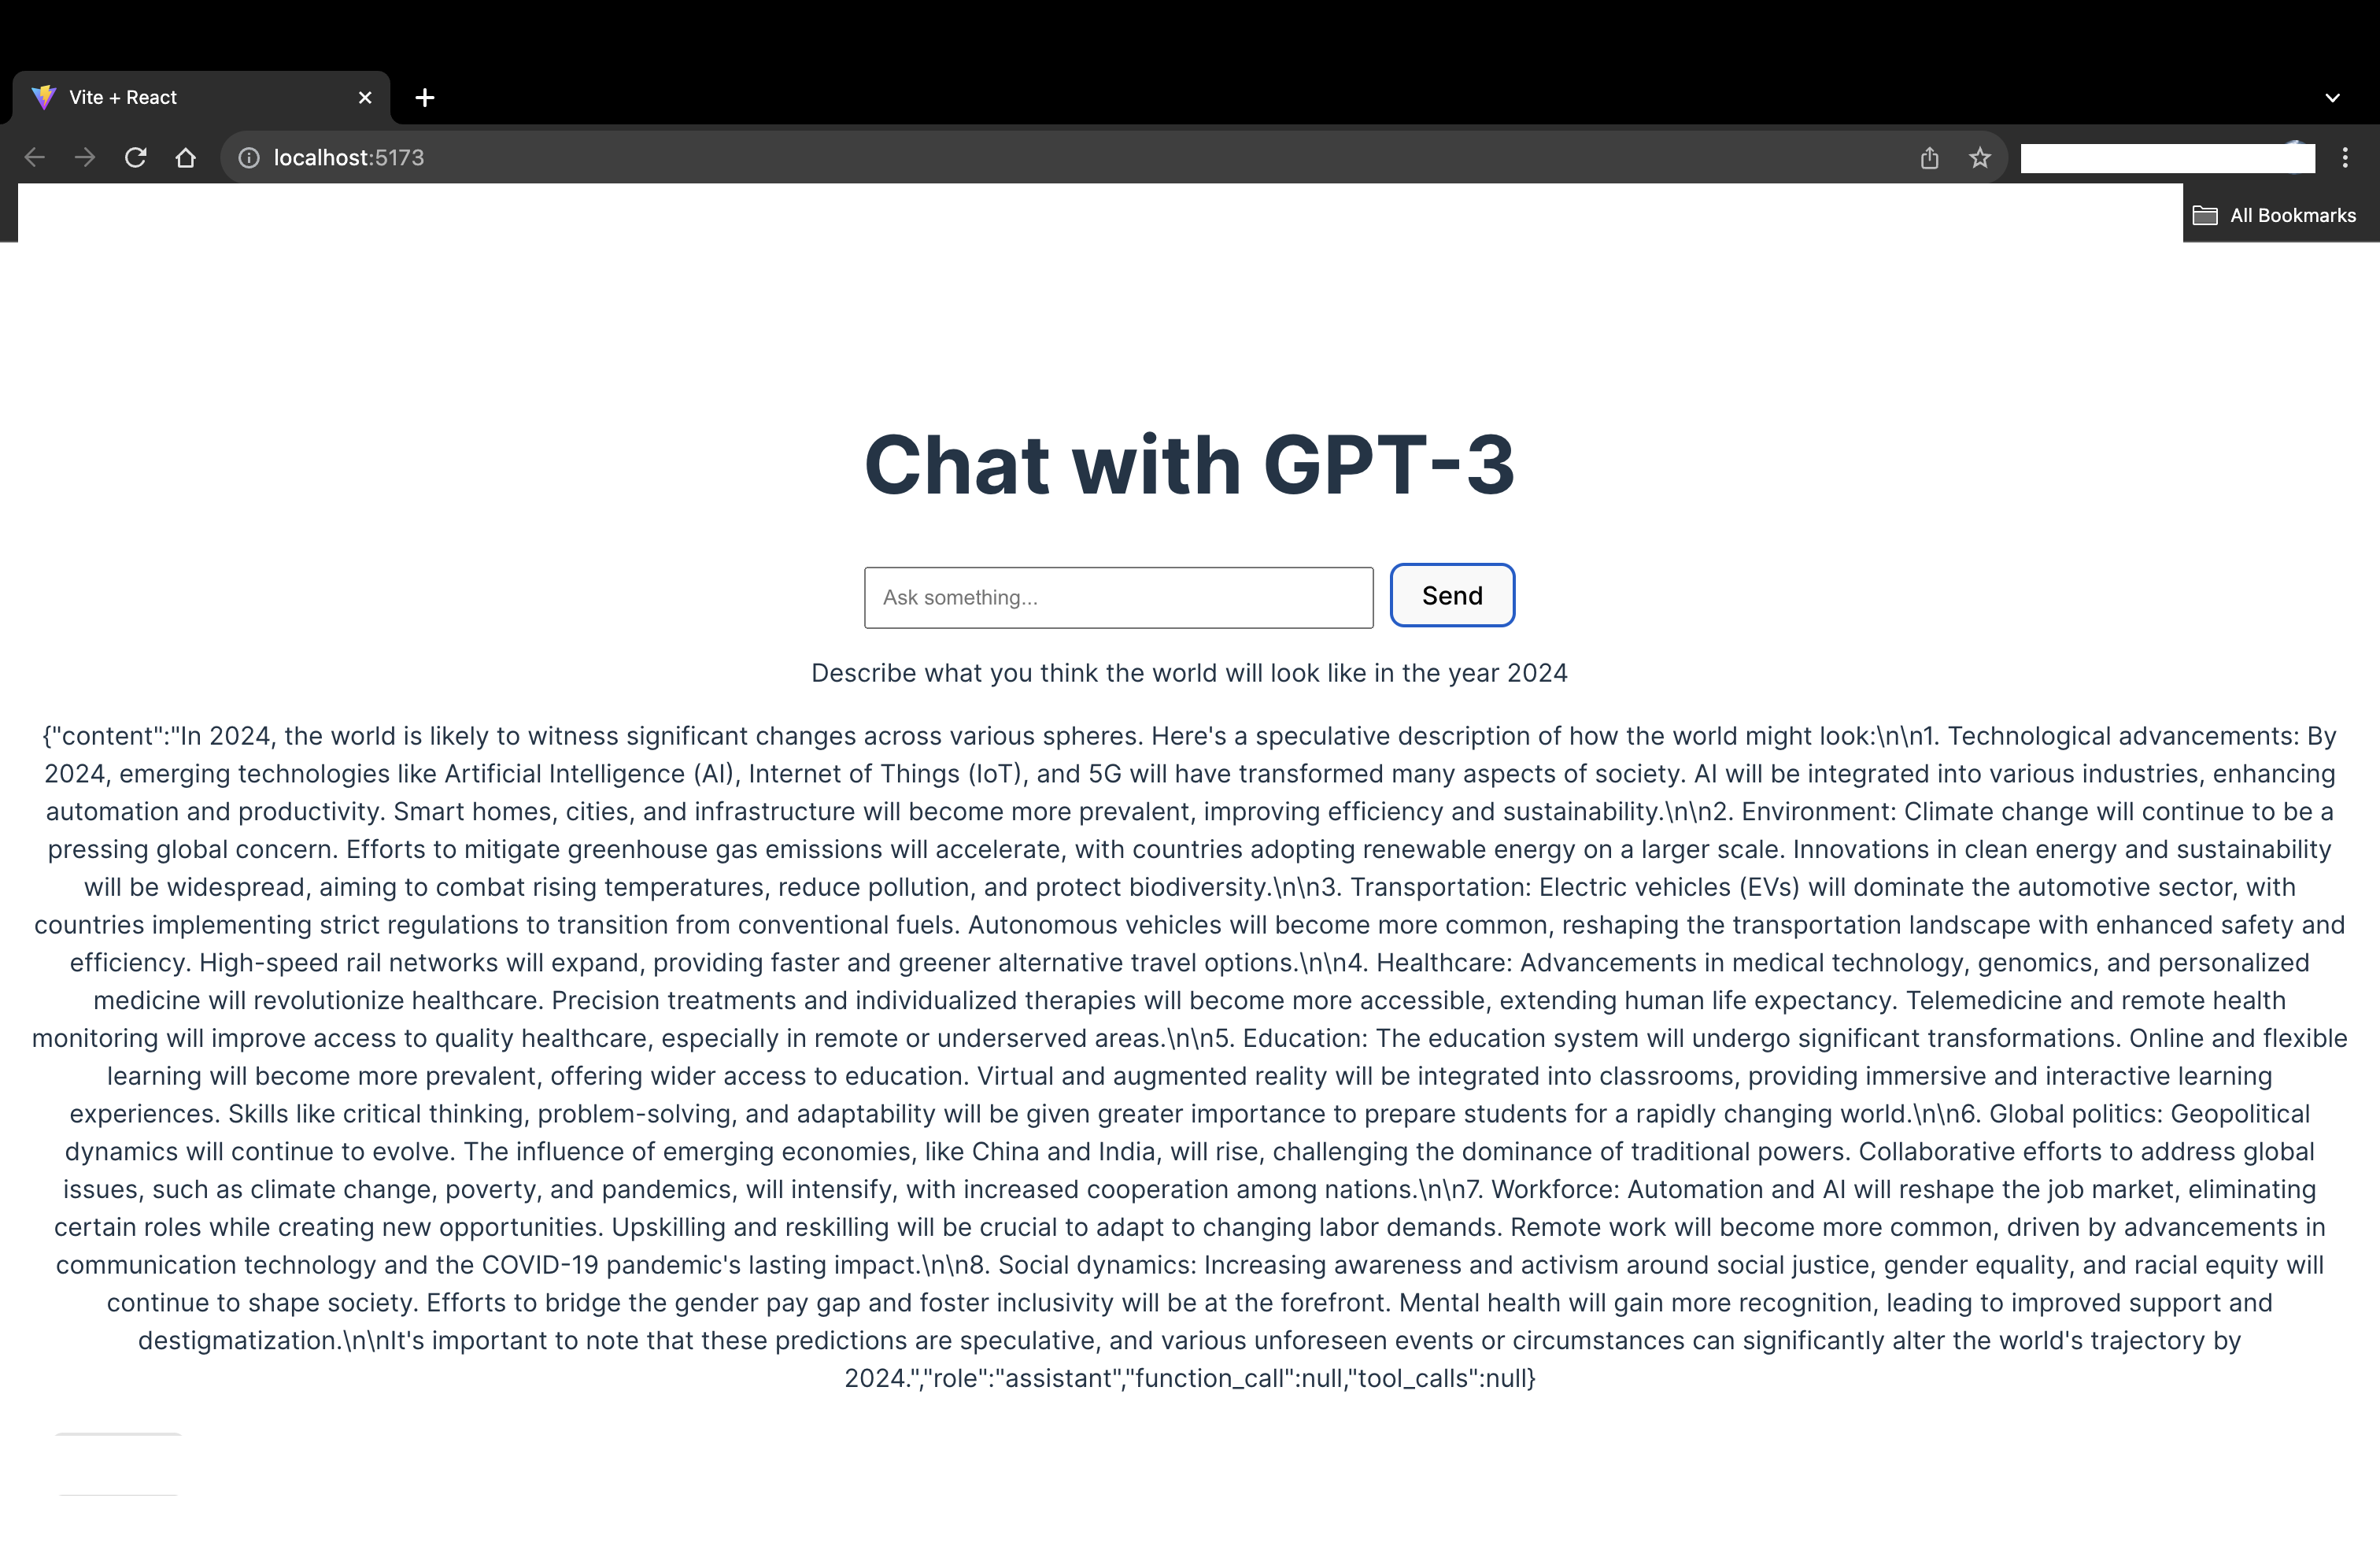 Vite + React
localhost:5173
All Bookmarks
Chat with GPT-3
Ask something...
Send
Describe what you think the world will look like in the year 2024
{"content":"In 2024, the world is likely to witness significant changes across various spheres. Here's a speculative description of how the world might look:\n\n1. Technological advancements: By
2024, emerging technologies like Artificial Intelligence (AI), Internet of Things (IoT), and 5G will have transformed many aspects of society. AI will be integrated into various industries, enhancing
automation and productivity. Smart homes, cities, and infrastructure will become more prevalent, improving efficiency and sustainability.\n\n2. Environment: Climate change will continue to be a
pressing global concern. Efforts to mitigate greenhouse gas emissions will accelerate, with countries adopting renewable energy on a larger scale. Innovations in clean energy and sustainability
will be widespread, aiming to combat rising temperatures, reduce pollution, and protect biodiversity.\n\n3. Transportation: Electric vehicles (EVs) will dominate the automotive sector, with
countries implementing strict regulations to transition from conventional fuels. Autonomous vehicles will become more common, reshaping the transportation landscape with enhanced safety and
efficiency. High-speed rail networks will expand, providing faster and greener alternative travel options.\n\n4. Healthcare: Advancements in medical technology, genomics, and personalized
medicine will revolutionize healthcare. Precision treatments and individualized therapies will become more accessible, extending human life expectancy. Telemedicine and remote health
monitoring will improve access to quality healthcare, especially in remote or underserved areas.\n\n5. Education: The education system will undergo significant transformations. Online and flexible
learning will become more prevalent, offering wider access to education. Virtual and augmented reality will be integrated into classrooms, providing immersive and interactive learning
experiences. Skills like critical thinking, problem-solving, and adaptability will be given greater importance to prepare students for a rapidly changing world.\n\n6. Global politics: Geopolitical
dynamics will continue to evolve. The influence of emerging economies, like China and India, will rise, challenging the dominance of traditional powers. Collaborative efforts to address global
issues, such as climate change, poverty, and pandemics, will intensify, with increased cooperation among nations.\n\n7. Workforce: Automation and AI will reshape the job market, eliminating
certain roles while creating new opportunities. Upskilling and reskilling will be crucial to adapt to changing labor demands. Remote work will become more common, driven by advancements in
communication technology and the COVID-19 pandemic's lasting impact.\n\n8. Social dynamics: Increasing awareness and activism around social justice, gender equality, and racial equity will
continue to shape society. Efforts to bridge the gender pay gap and foster inclusivity will be at the forefront. Mental health will gain more recognition, leading to improved support and
destigmatization.\n\nIt's important to note that these predictions are speculative, and various unforeseen events or circumstances can significantly alter the world's trajectory by
2024.","role":"assistant","function_call":null,"tool_calls":null}